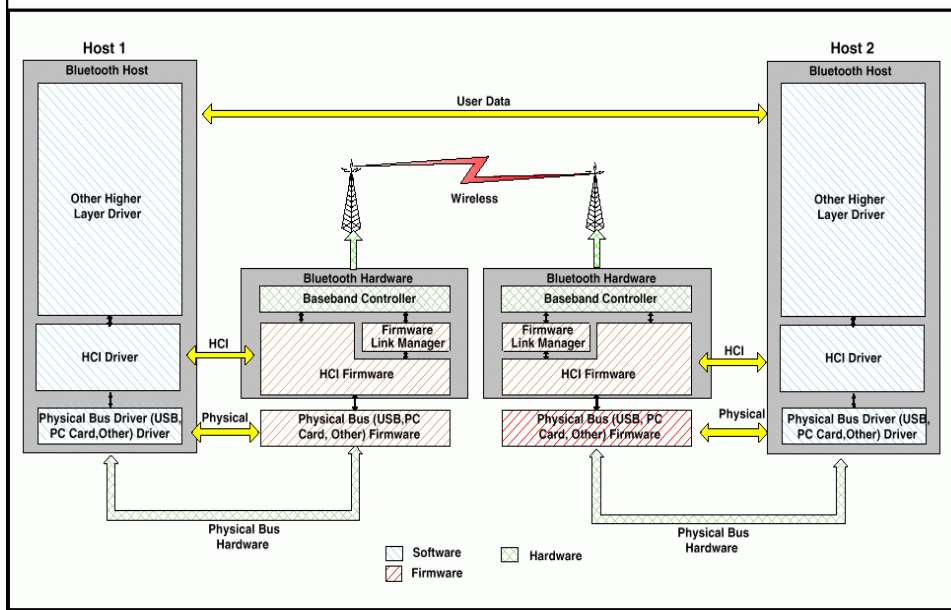 Host 1
Host 2
Bluetooth Host
Bluetooth Host
User Data
Other Higher
Layer Driver
Other Higher
Layer Driver
Wireless
Bluetooth Hardware
Bluetooth Hardware
Baseband Controller
Baseband Controller
Firmware
Link Manager
Firmware
Link Manager
HCI Driver
HCI
HCI Firmware
HCI Firmware
HCI
HCI Driver
Physical Bus Driver (USB,
PC Card,Other) Driver
Physical
Physical Bus (USB,PC
Card, Other) Firmware
Physical Bus (USB,PC
Card, Other) Firmware
Physical
Physical Bus Driver (USB,
PC Card,Other) Driver
Physical Bus
Hardware
Physical Bus
Hardware
Software
Hardware
Firmware